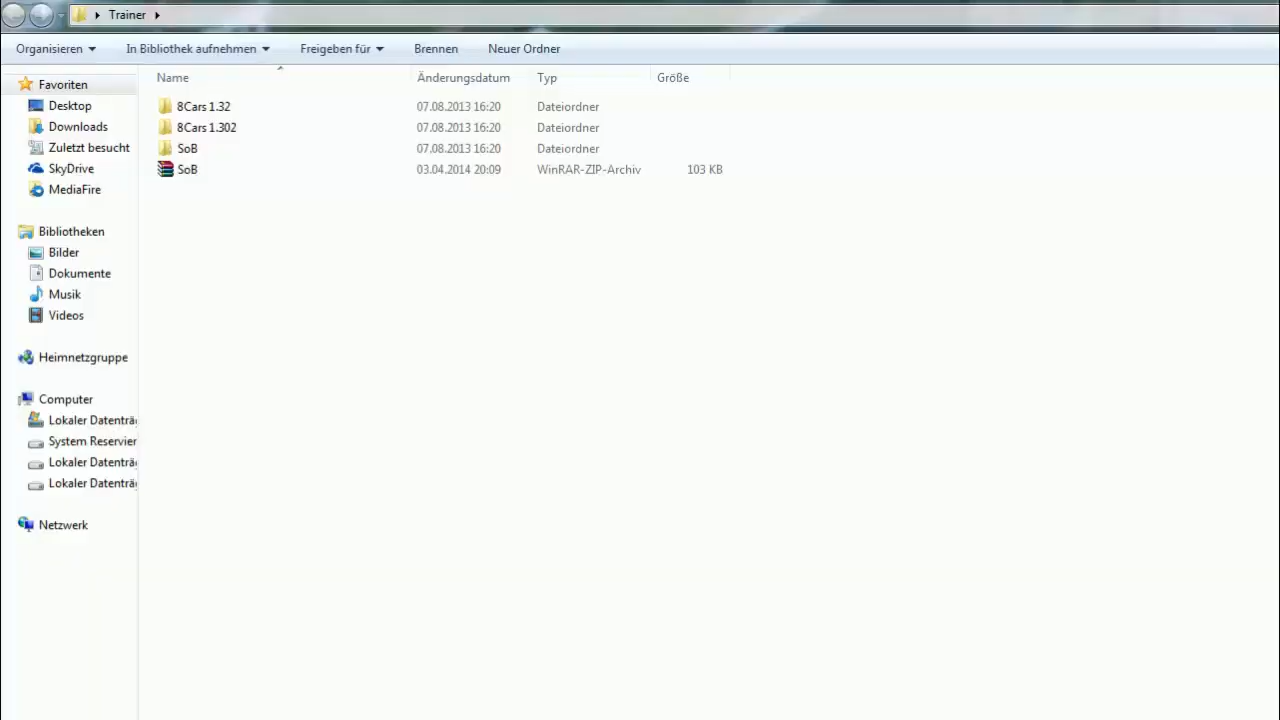 Trainer
Organisieren In Bibliothek aufnehmen Freigeben für Brennen Neuer Ordner
Name Änderungsdatum Typ Größe
Favoriten
Desktop
Downloads
Zuletzt besucht
SkyDrive
MediaFire
Bibliotheken
Bilder
Dokumente
Musik
Videos
Heimnetzgruppe
Computer
Lokaler Datenträ
System Reservier
Lokaler Datenträ
Lokaler Datenträ
Netzwerk
8Cars 1.32 07.08.2013 16:20 Dateiordner
8Cars 1.302 07.08.2013 16:20 Dateiordner
SoB 07.08.2013 16:20 Dateiordner
SoB 03.04.2014 20:09 WinRAR-ZIP-Archiv 103 KB